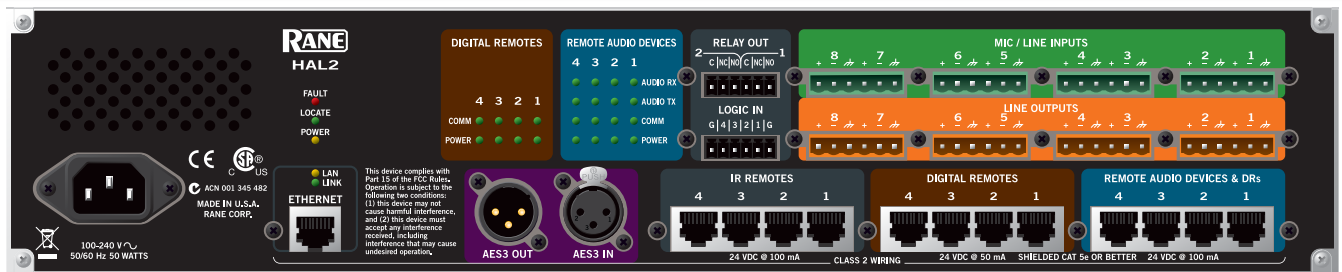 RANE
HAL2
FAULT
LOCATE
POWER
DIGITAL REMOTES
4 3 2 1
COMM
POWER
REMOTE AUDIO DEVICES
4 3 2 1
AUDIO RX
AUDIO TX
COMM
POWER
RELAY OUT
2 1
C NC NO C NC NO
LOGIC IN
G 4 3 2 1 G
MIC / LINE INPUTS
8 7 6 5 4 3 2 1
+ – + – + – + – + – + – + – + –
LINE OUTPUTS
8 7 6 5 4 3 2 1
+ – + – + – + – + – + – + – + –
CE
C SA ® US
ACN 001 345 482
MADE IN U.S.A.
RANE CORP.
100-240 V
50/60 Hz 50 WATTS
LAN
LINK
ETHERNET
This device complies with
Part 15 of the FCC Rules.
Operation is subject to the
following two conditions:
(1) this device may not
cause harmful interference,
and (2) this device must
accept any interference
received, including
interference that may cause
undesired operation.
AES3 OUT
PUSH
AES3 IN
IR REMOTES
4 3 2 1
24 VDC @ 100 mA
DIGITAL REMOTES
4 3 2 1
24 VDC @ 50 mA
REMOTE AUDIO DEVICES & DRs
4 3 2 1
24 VDC @ 100 mA
CLASS 2 WIRING
SHIELDED CAT 5e OR BETTER